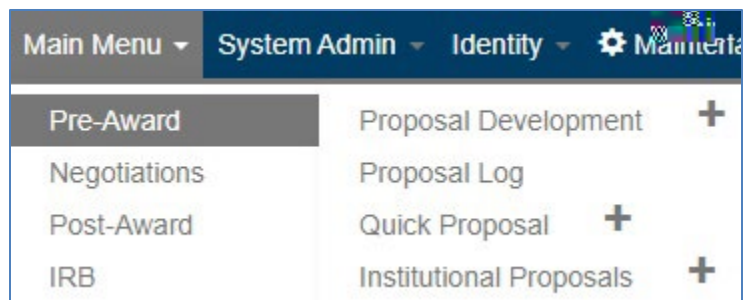 Main Menu System Admin Identity
Pre-Award Proposal Development +
Negotiations Proposal Log
Post-Award Quick Proposal +
IRB Institutional Proposals +